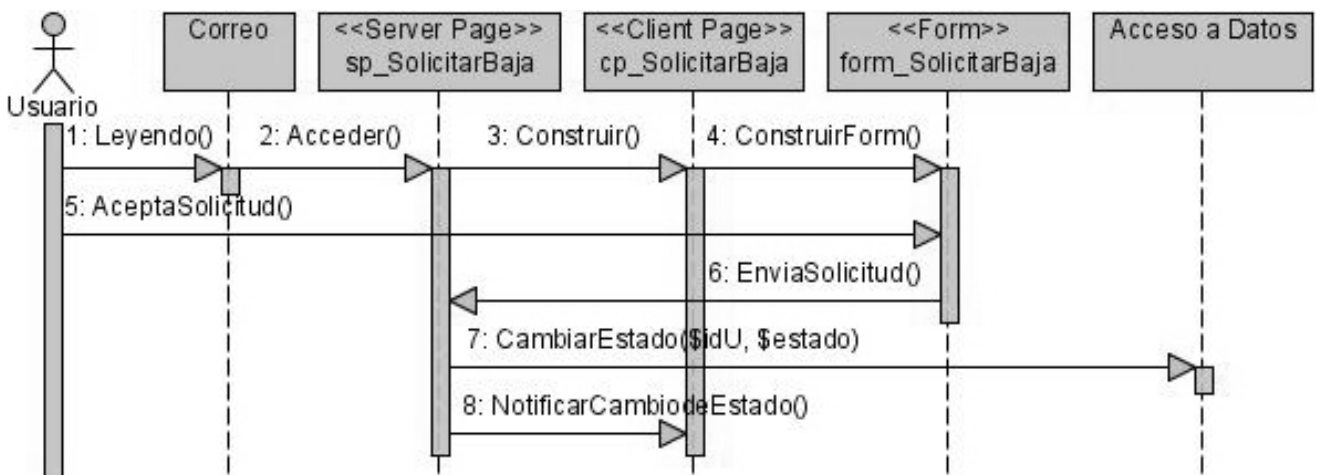 Correo
<<Server Page>>
sp_SolicitarBaja
<<Client Page>>
cp_SolicitarBaja
<<Form>>
form_SolicitarBaja
Acceso a Datos
Usuario
1: Leyendo()
2: Acceder()
3: Construir()
4: ConstruirForm()
5: AceptaSolicitud()
6: EnviaSolicitud()
7: CambiarEstado($idU, $estado)
8: NotificarCambiodeEstado()